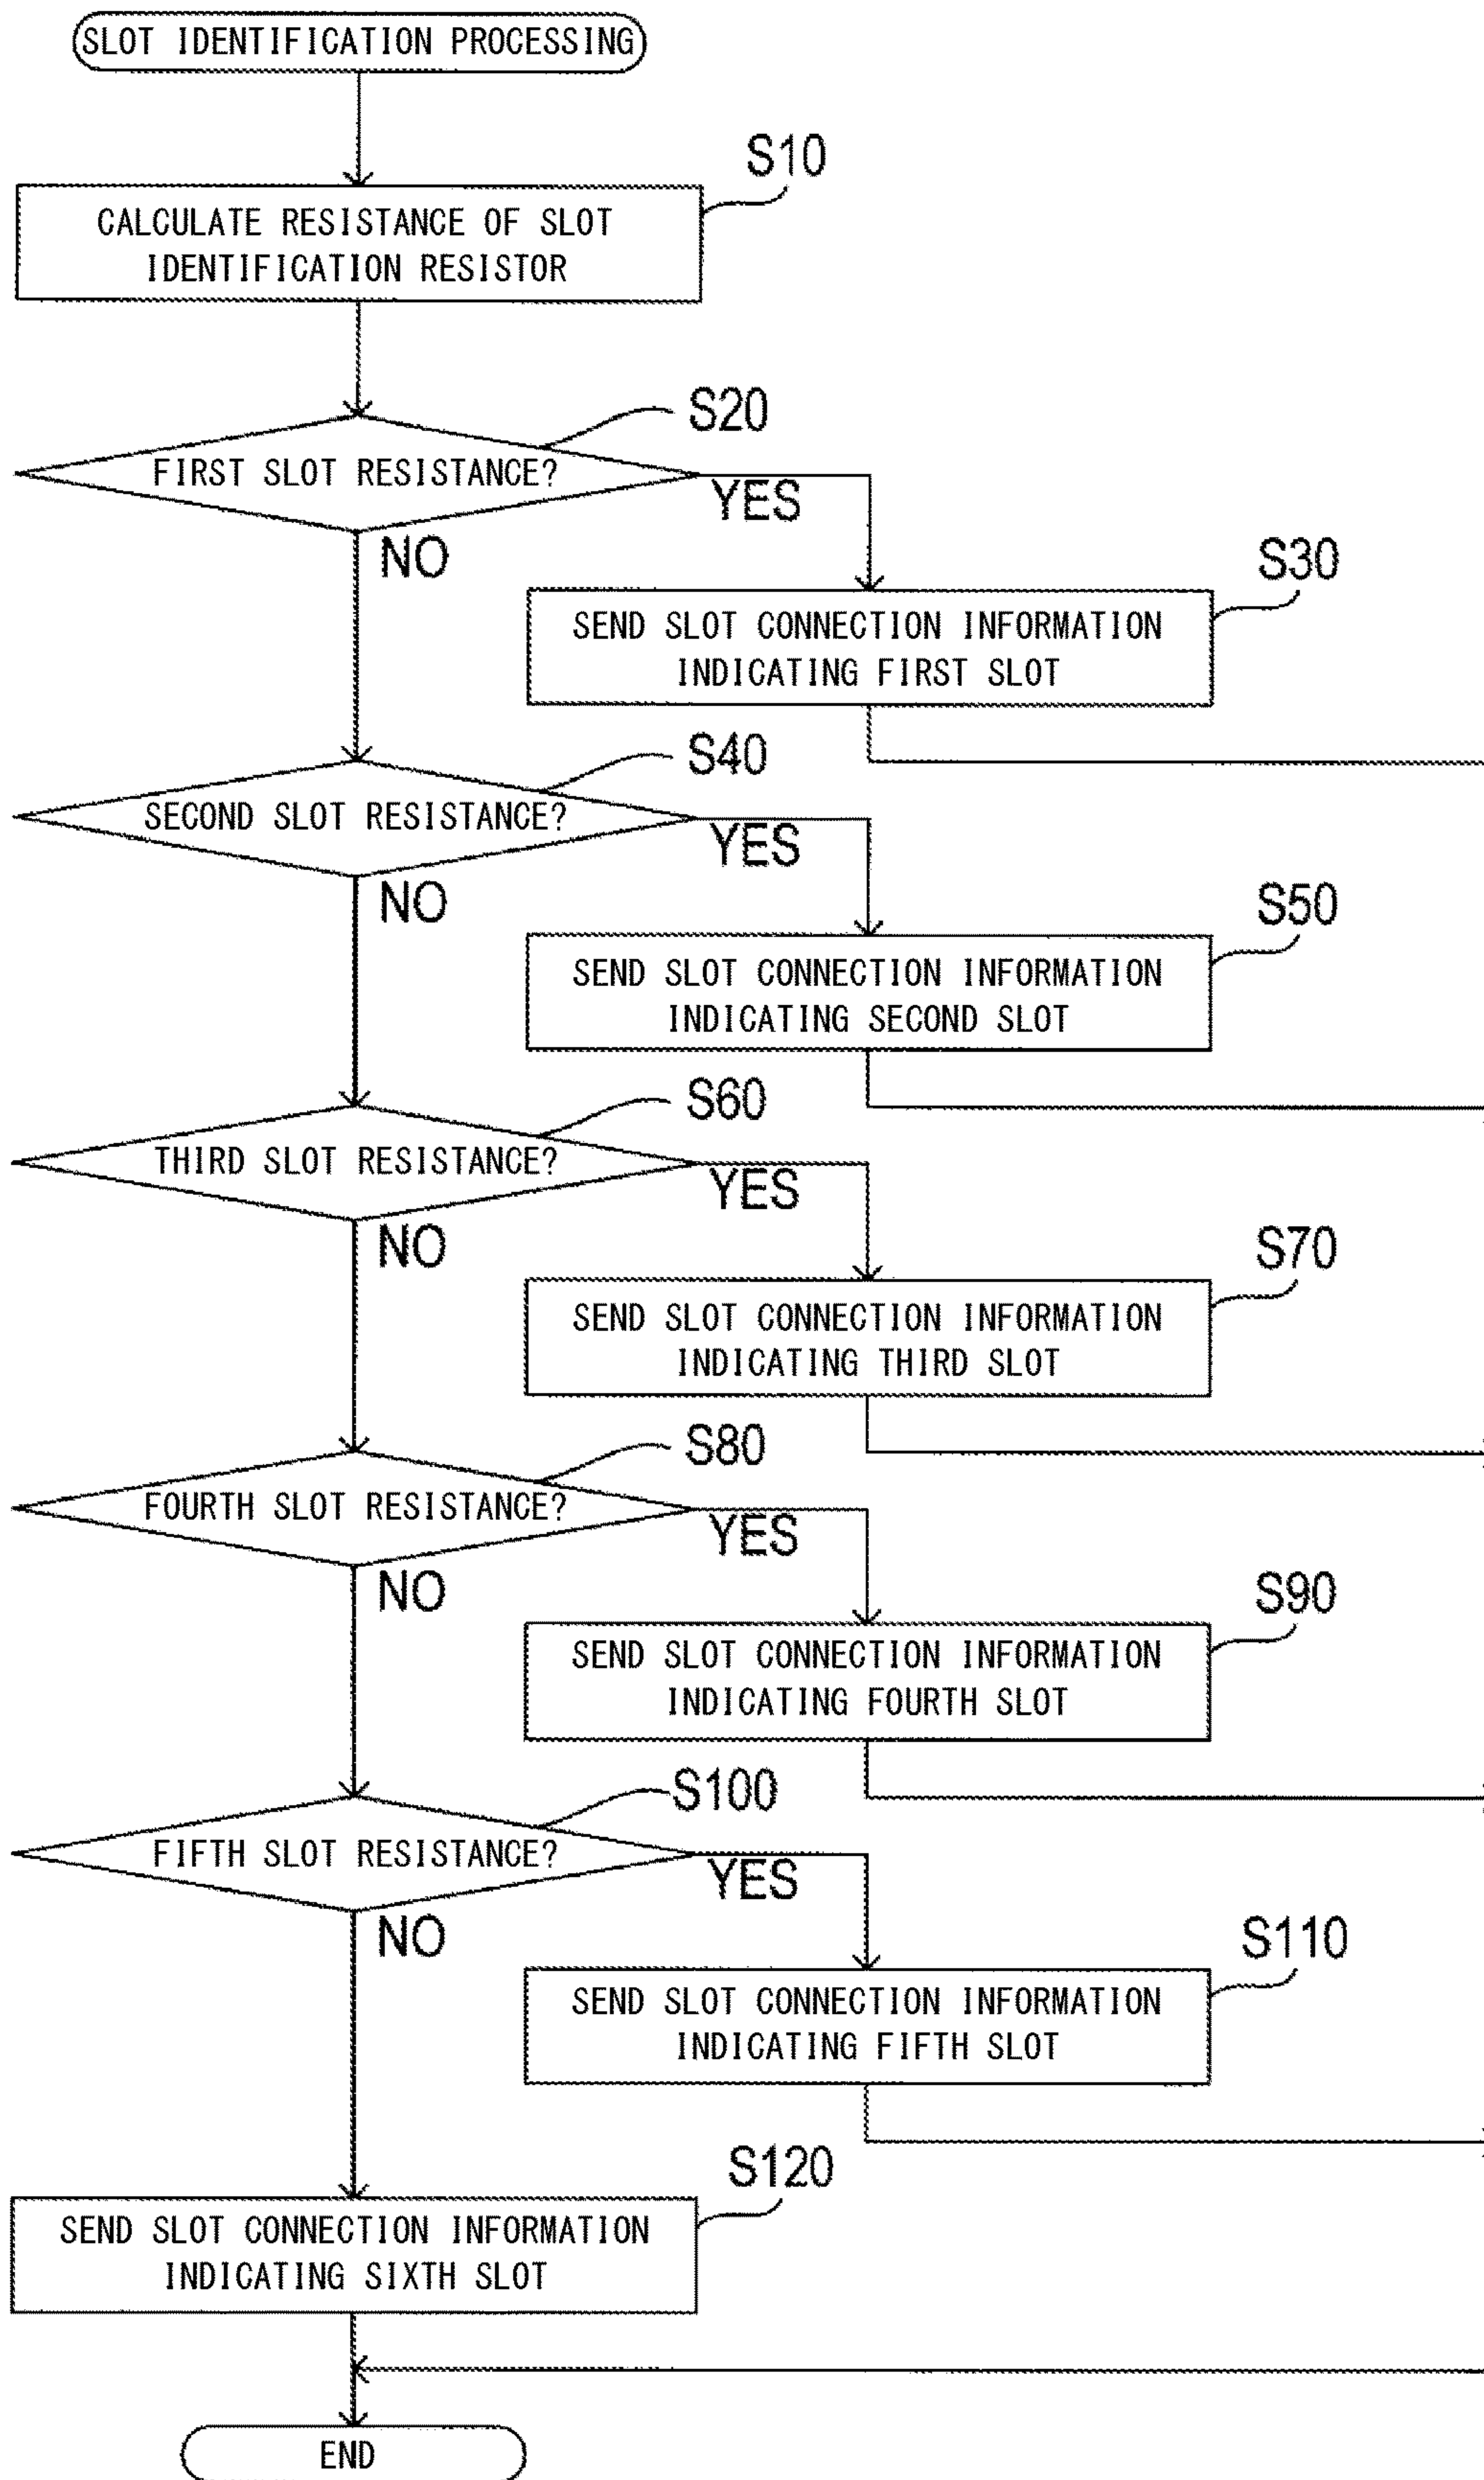 SLOT IDENTIFICATION PROCESSING
S10
CALCULATE RESISTANCE OF SLOT
IDENTIFICATION RESISTOR
S20
FIRST SLOT RESISTANCE?
YES
NO
S30
SEND SLOT CONNECTION INFORMATION
INDICATING FIRST SLOT
S40
SECOND SLOT RESISTANCE?
YES
NO
S50
SEND SLOT CONNECTION INFORMATION
INDICATING SECOND SLOT
S60
THIRD SLOT RESISTANCE?
YES
NO
S70
SEND SLOT CONNECTION INFORMATION
INDICATING THIRD SLOT
S80
FOURTH SLOT RESISTANCE?
YES
NO
S90
SEND SLOT CONNECTION INFORMATION
INDICATING FOURTH SLOT
S100
FIFTH SLOT RESISTANCE?
YES
NO
S110
SEND SLOT CONNECTION INFORMATION
INDICATING FIFTH SLOT
S120
SEND SLOT CONNECTION INFORMATION
INDICATING SIXTH SLOT
END